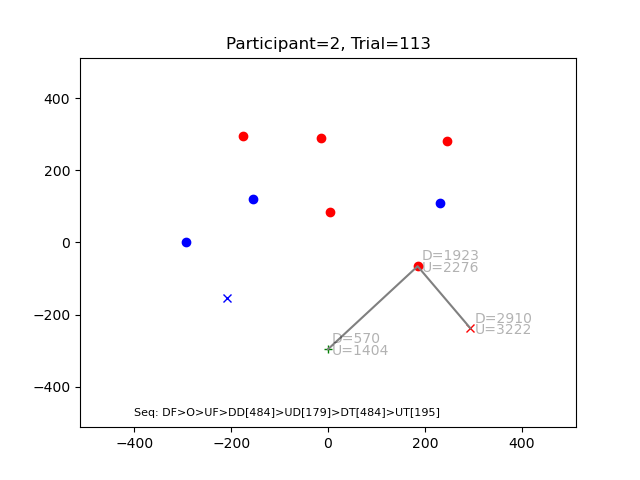 Participant=2, Trial=113
400
200
0
−200
−400
D=1923
U=2276
D=2910
U=3222
D=570
U=1404
Seq: DF>O>UF>DD[484]>UD[179]>DT[484]>UT[195]
−400
−200
0
200
400